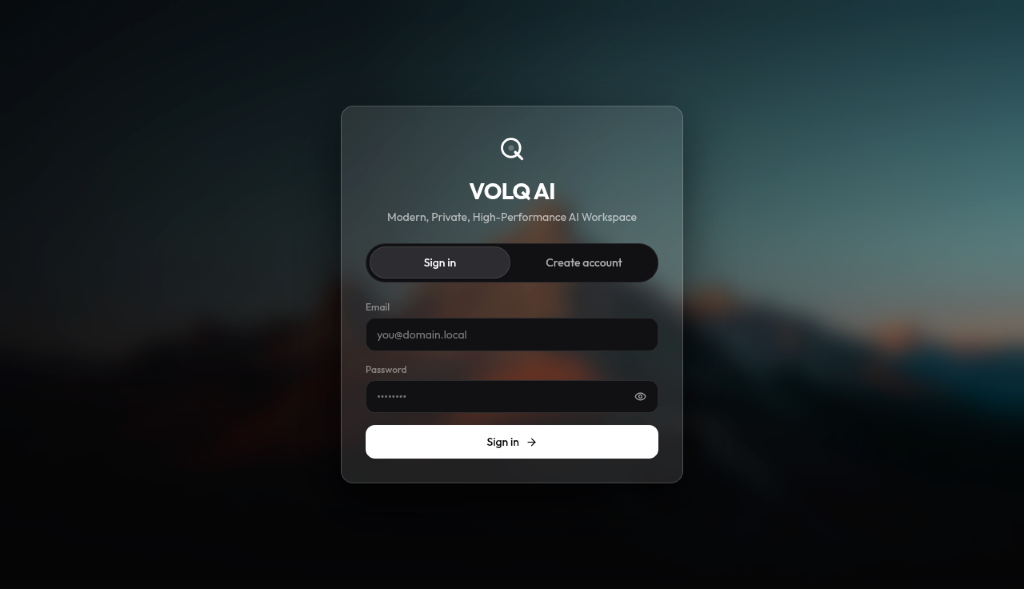 VOLQ AI
Modern, Private, High-Performance AI Workspace
Sign in
Create account
Email
you@domain.local
Password
••••••••
Sign in →